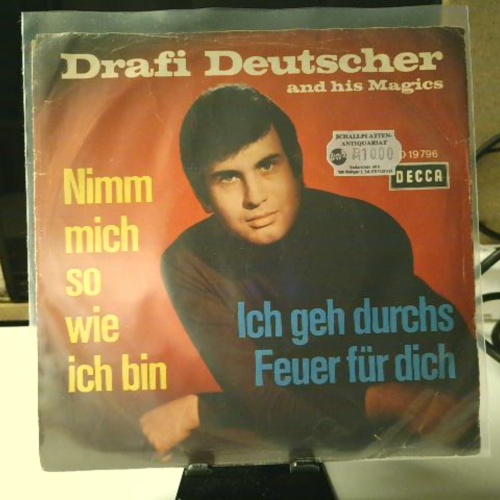 Drafi Deutscher
and his Magics
SCHALLPLATTEN-
ANTIQUARIAT
19796
DECCA
Nimm
mich
so
wie
ich bin
Ich geh durchs
Feuer für dich